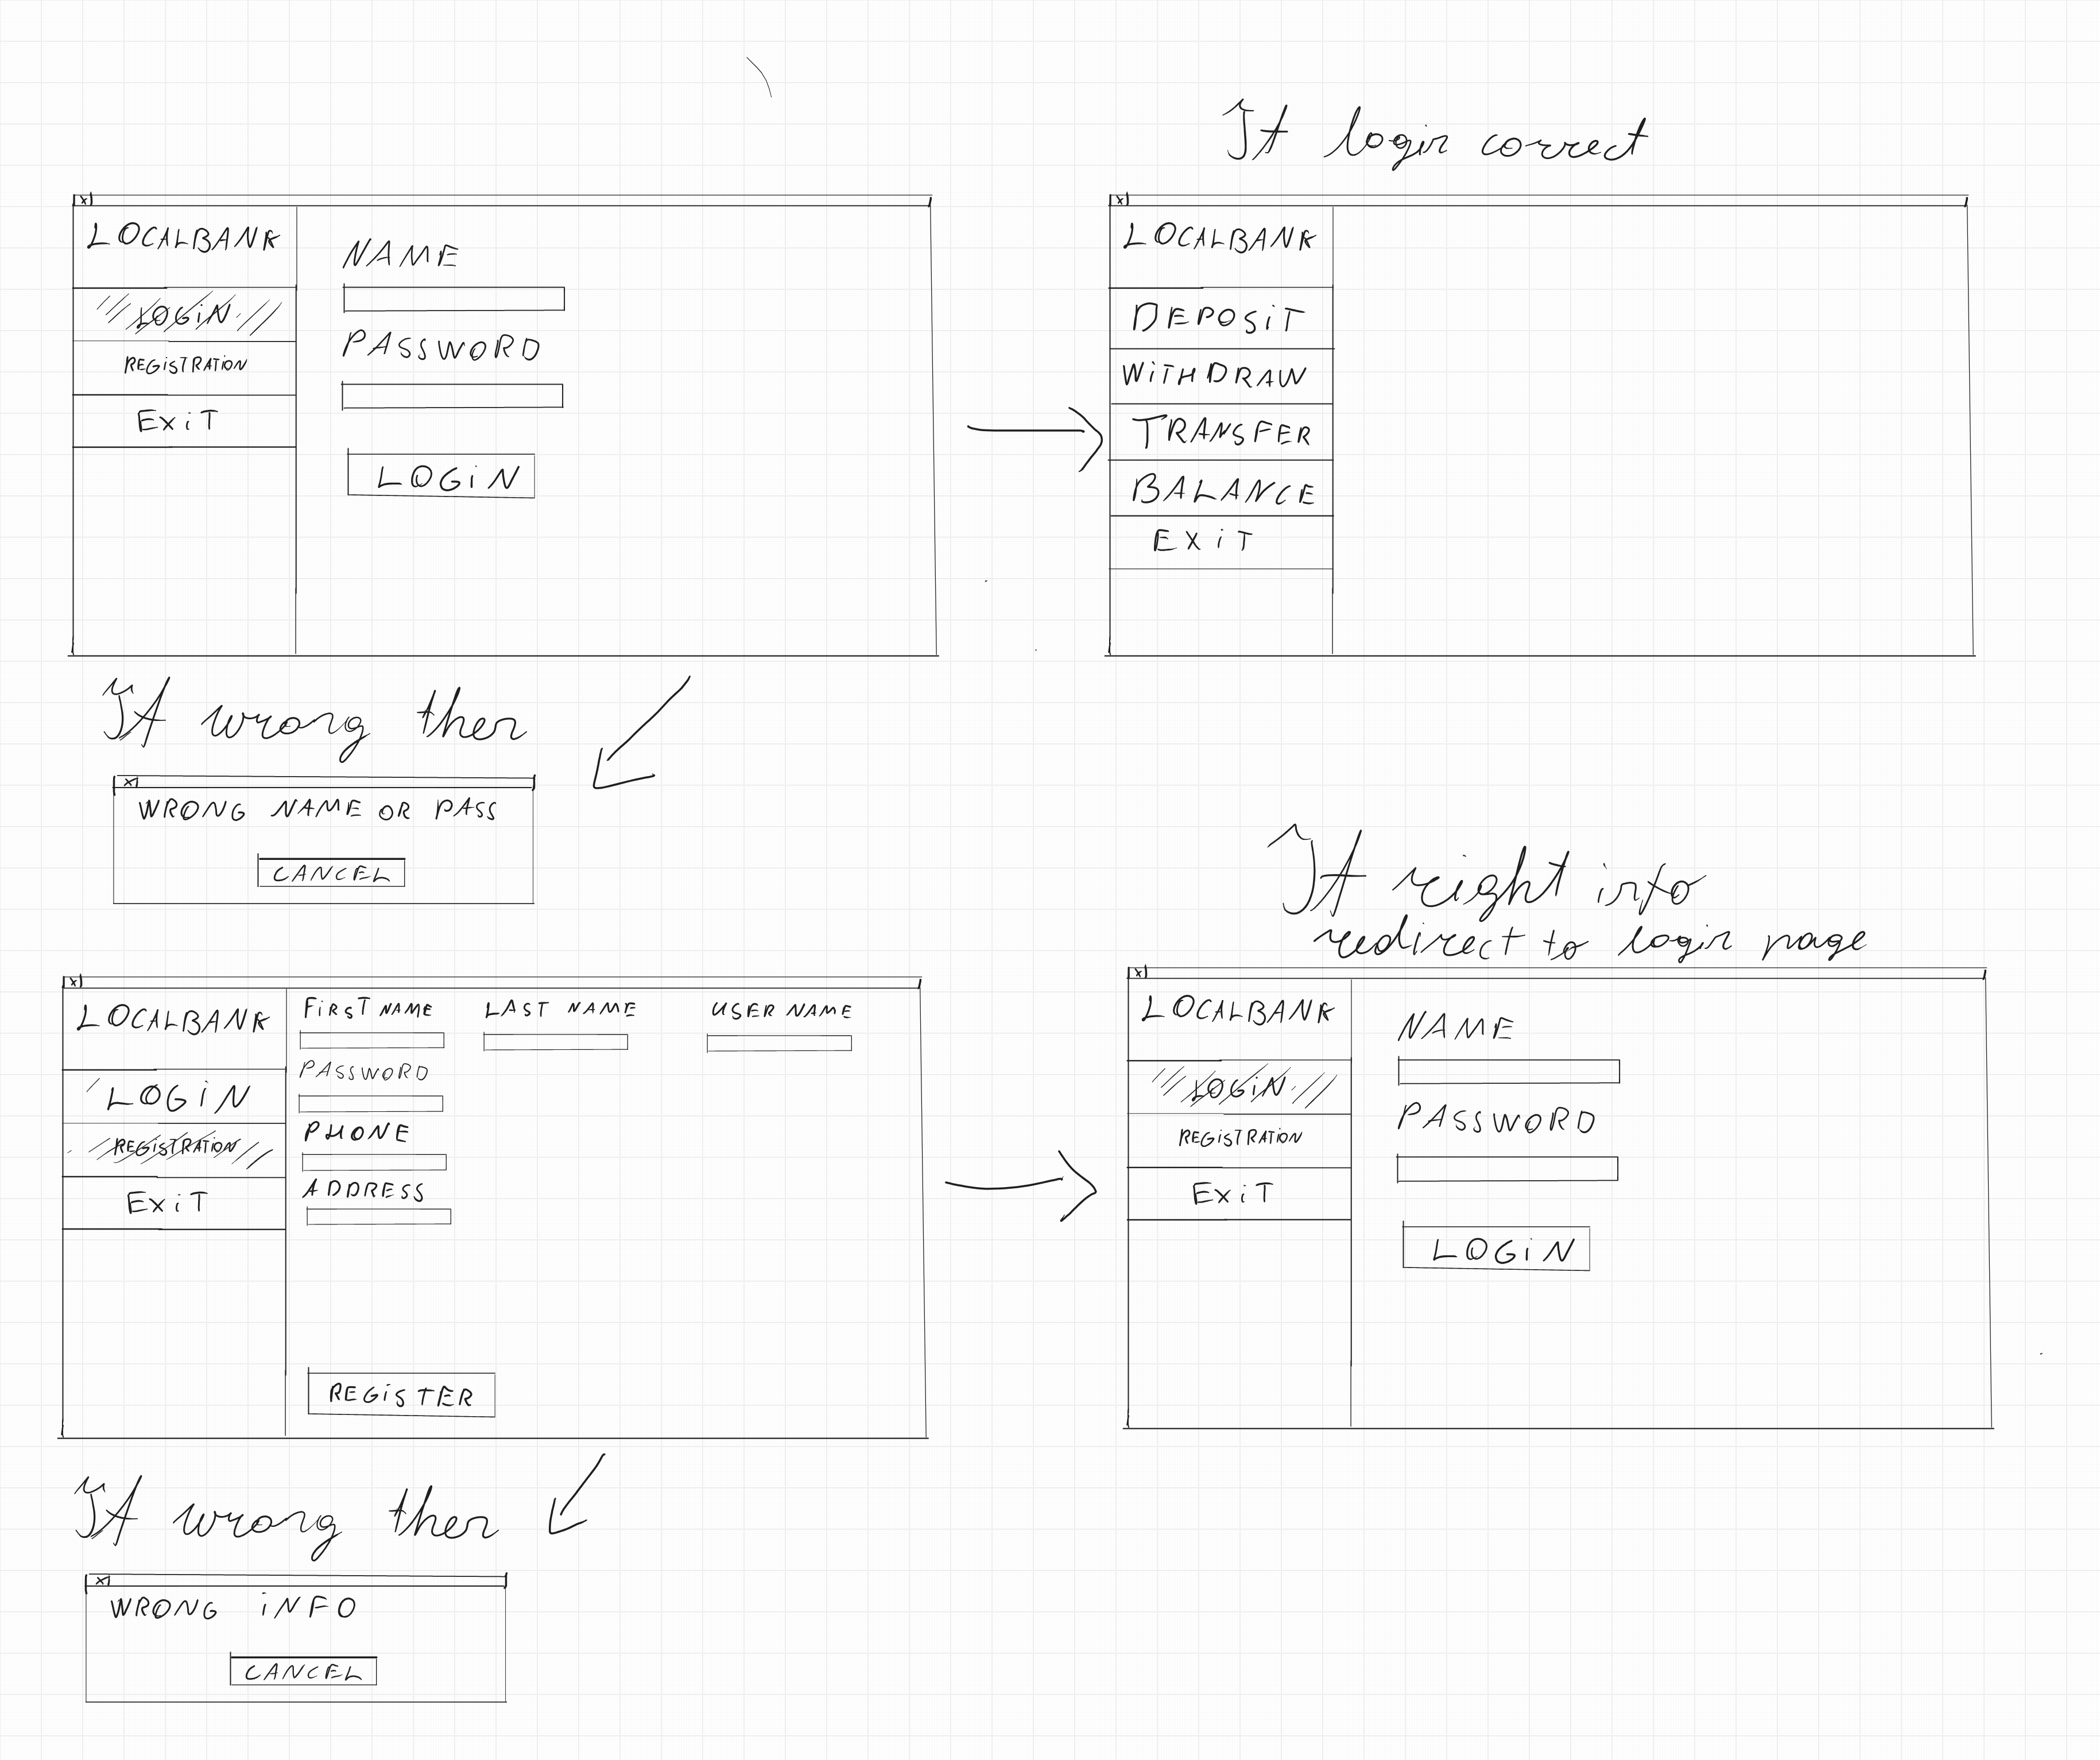 If login correct
LOCALBANK
LOGiN
REGiSTRATiON
EXiT
NAME
PASSWORD
LOGiN
LOCALBANK
DEPOSiT
WiTHDRAW
TRANSFER
BALANCE
EXiT
If wrong then
WRONG NAME OR PASS
CANCEL
If right info
redirect to login page
LOCALBANK
LOGiN
REGiSTRATiON
EXiT
FiRST NAME LAST NAME USER NAME
PASSWORD
PHONE
ADDRESS
REGiSTER
LOCALBANK
LOGiN
REGiSTRATiON
EXiT
NAME
PASSWORD
LOGiN
If wrong then
WRONG iNFO
CANCEL